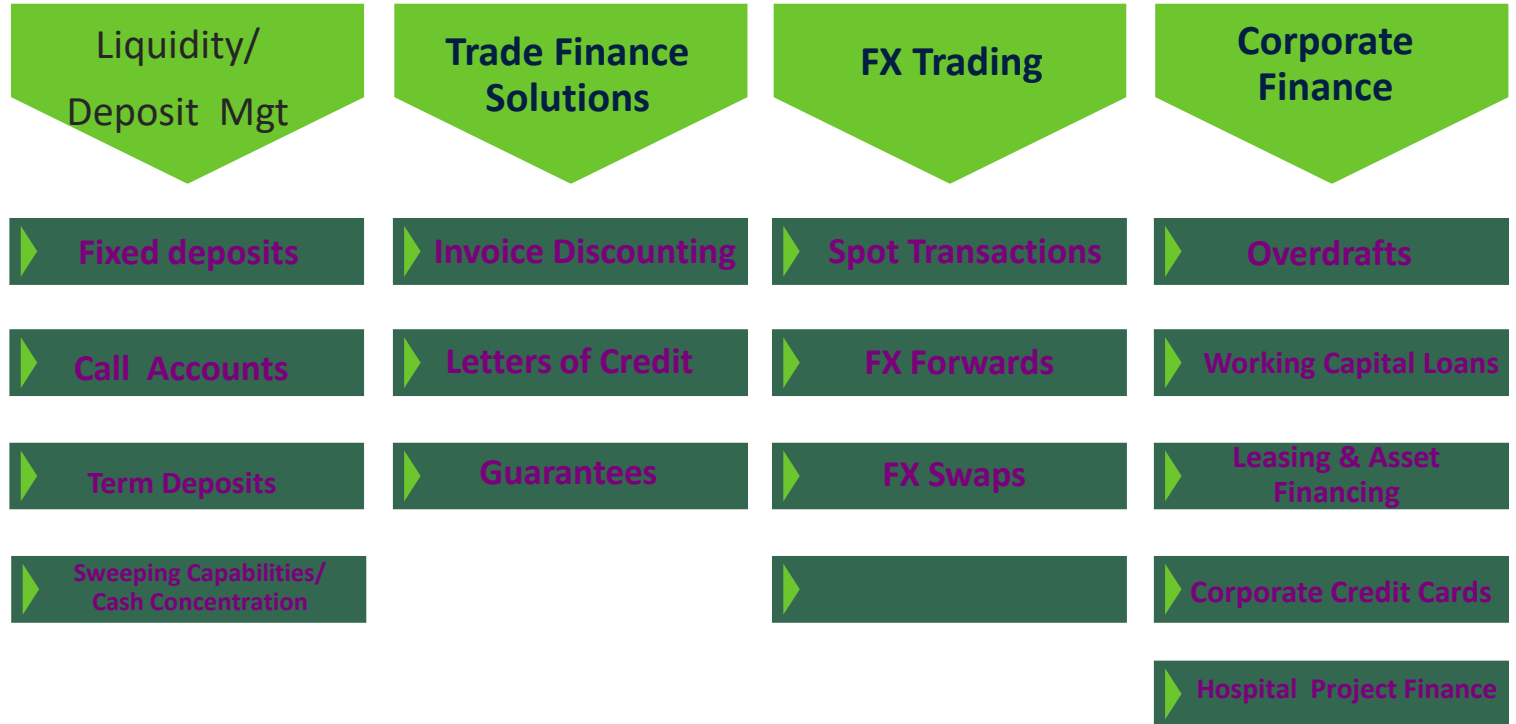 Liquidity/
Deposit Mgt
Trade Finance
Solutions
FX Trading
Corporate
Finance
Fixed deposits
Invoice Discounting
Spot Transactions
Overdrafts
Call Accounts
Letters of Credit
FX Forwards
Working Capital Loans
Term Deposits
Guarantees
FX Swaps
Leasing & Asset
Financing
Sweeping Capabilities/
Cash Concentration
Corporate Credit Cards
Hospital Project Finance